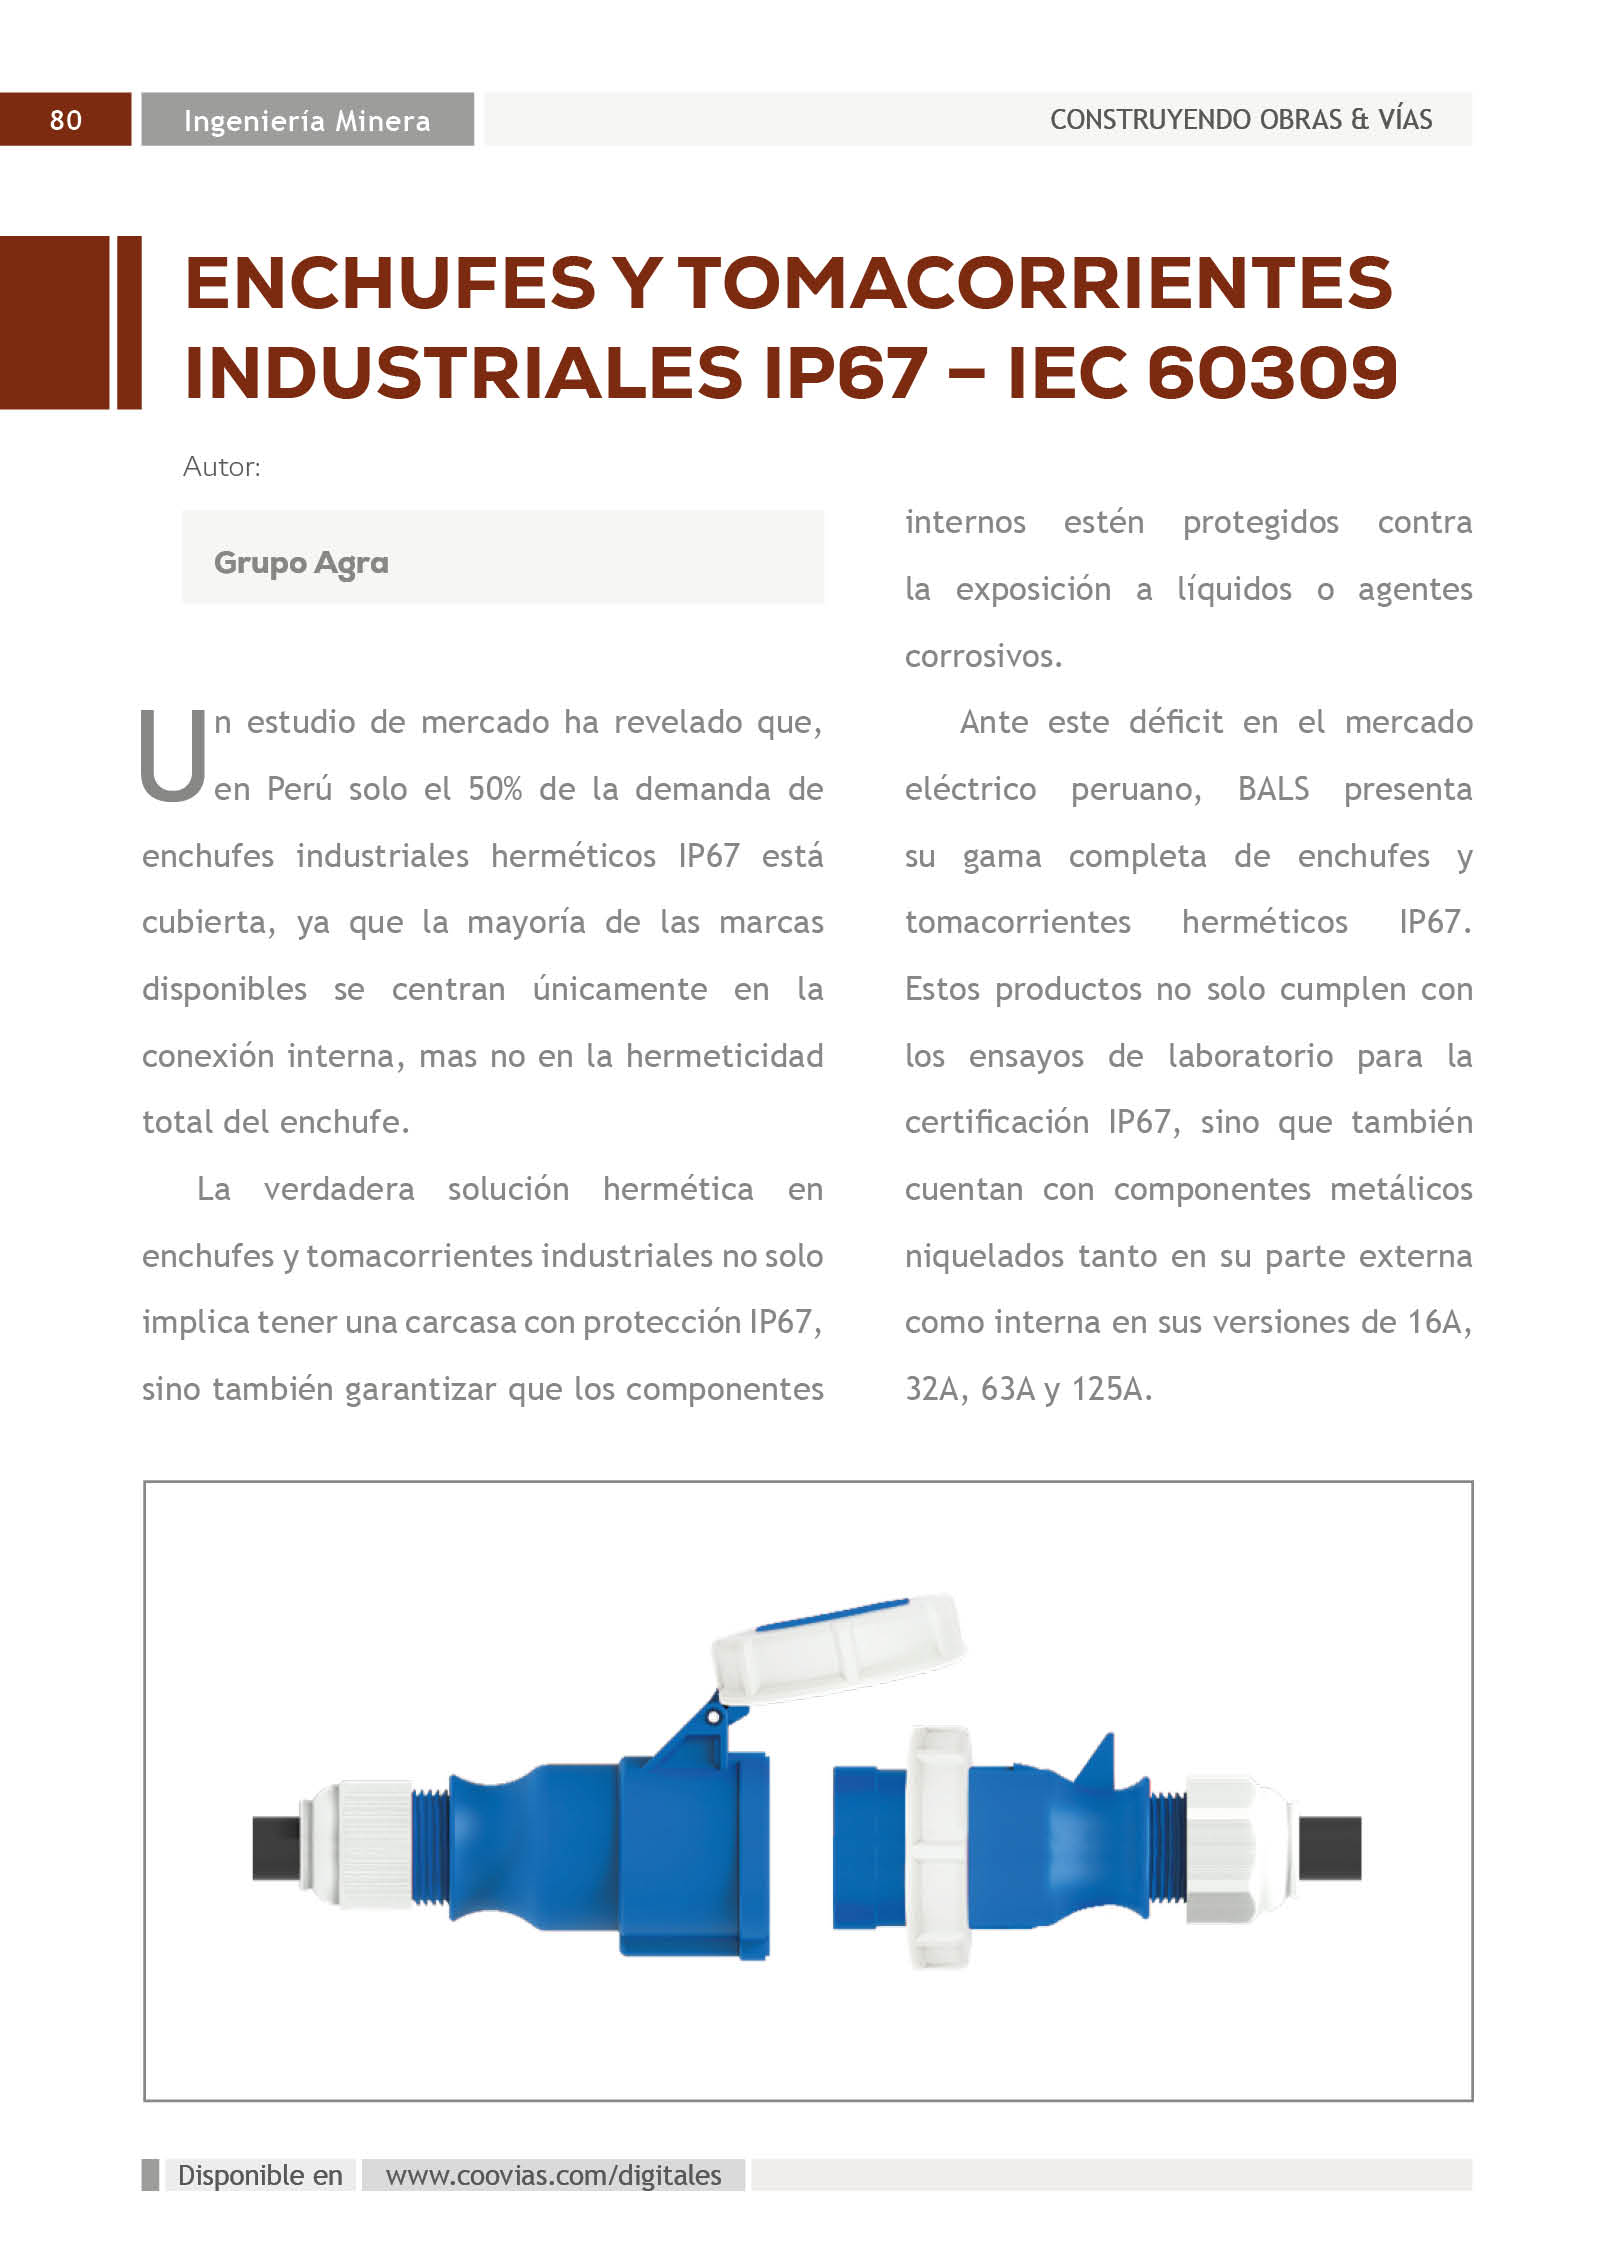 80
Ingeniería Minera
CONSTRUYENDO OBRAS & VÍAS
ENCHUFES Y TOMACORRIENTES
INDUSTRIALES IP67 – IEC 60309
Autor:
Grupo Agra
Un estudio de mercado ha revelado que,
en Perú solo el 50% de la demanda de
enchufes industriales herméticos IP67 está
cubierta, ya que la mayoría de las marcas
disponibles se centran únicamente en la
conexión interna, mas no en la hermeticidad
total del enchufe.
La verdadera solución hermética en
enchufes y tomacorrientes industriales no solo
implica tener una carcasa con protección IP67,
sino también garantizar que los componentes
internos estén protegidos contra
la exposición a líquidos o agentes
corrosivos.
Ante este déficit en el mercado
eléctrico peruano, BALS presenta
su gama completa de enchufes y
tomacorrientes herméticos IP67.
Estos productos no solo cumplen con
los ensayos de laboratorio para la
certificación IP67, sino que también
cuentan con componentes metálicos
niquelados tanto en su parte externa
como interna en sus versiones de 16A,
32A, 63A y 125A.
Disponible en
www.coovias.com/digitales